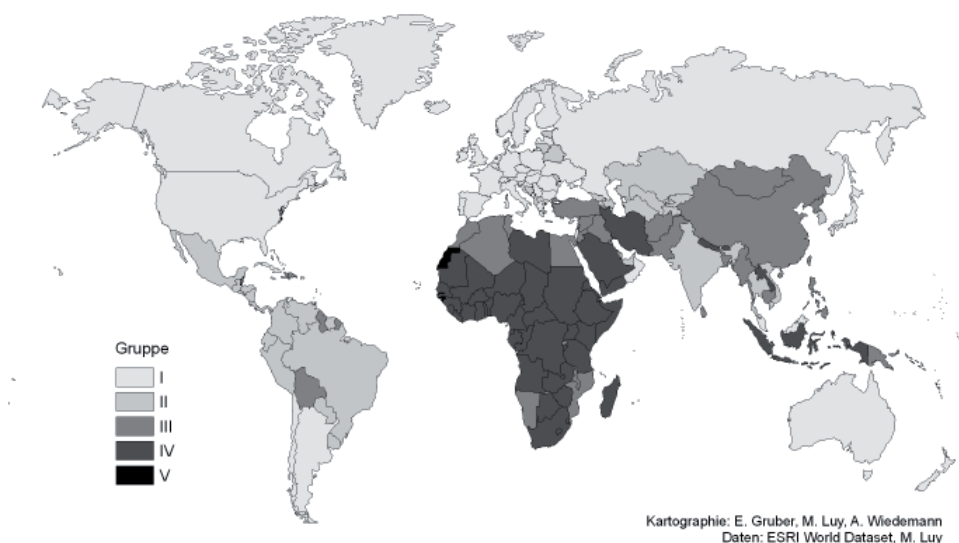 Gruppe
I
II
III
IV
V
Kartographie: E. Gruber, M. Luy, A. Wiedemann
Daten: ESRI World Dataset, M. Luy